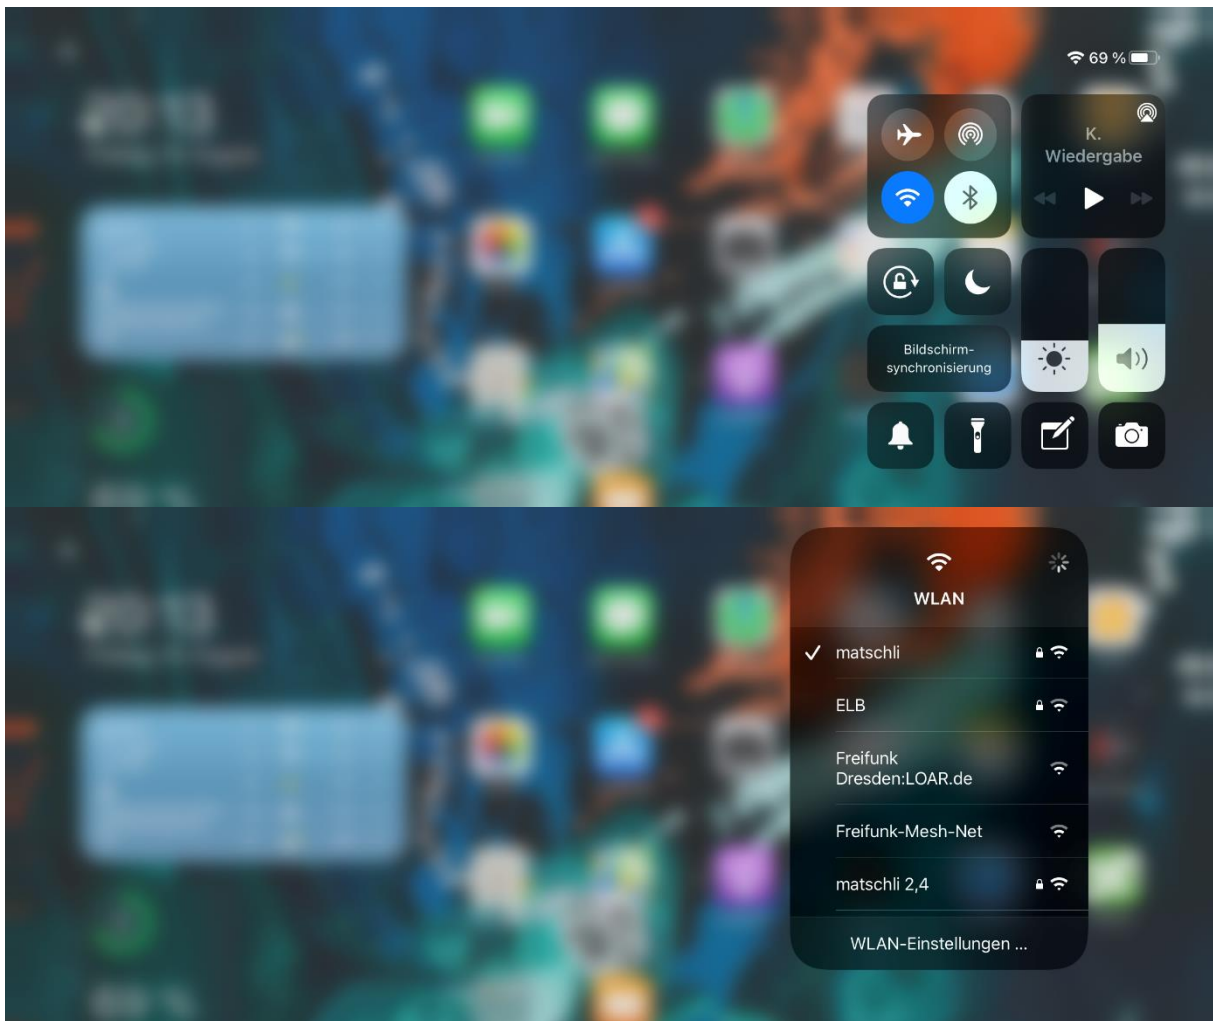 69 %
K.
Wiedergabe
Bildschirm-
synchronisierung
WLAN
matschli
ELB
Freifunk
Dresden:LOAR.de
Freifunk-Mesh-Net
matschli 2,4
WLAN-Einstellungen ...